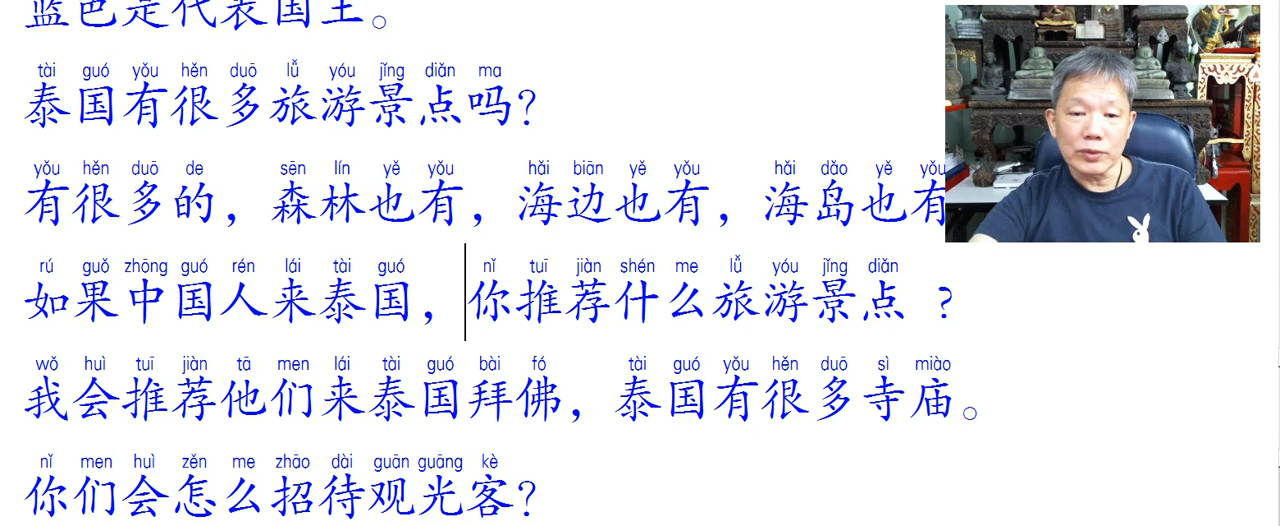 蓝色是代表国王。
tài guó yǒu hěn duō lǚ yóu jǐng diǎn ma
泰国有很多旅游景点吗?
yǒu hěn duō de sēn lín yě yǒu hǎi biān yě yǒu hǎi dǎo yě yǒu
有很多的，森林也有，海边也有，海岛也有
rú guǒ zhōng guó rén lái tài guó nǐ tuī jiàn shén me lǚ yóu jǐng diǎn
如果中国人来泰国，你推荐什么旅游景点 ?
wǒ huì tuī jiàn tā men lái tài guó bài fó tài guó yǒu hěn duō sì miào
我会推荐他们来泰国拜佛，泰国有很多寺庙。
nǐ men huì zěn me zhāo dài guān guāng kè
你们会怎么招待观光客?